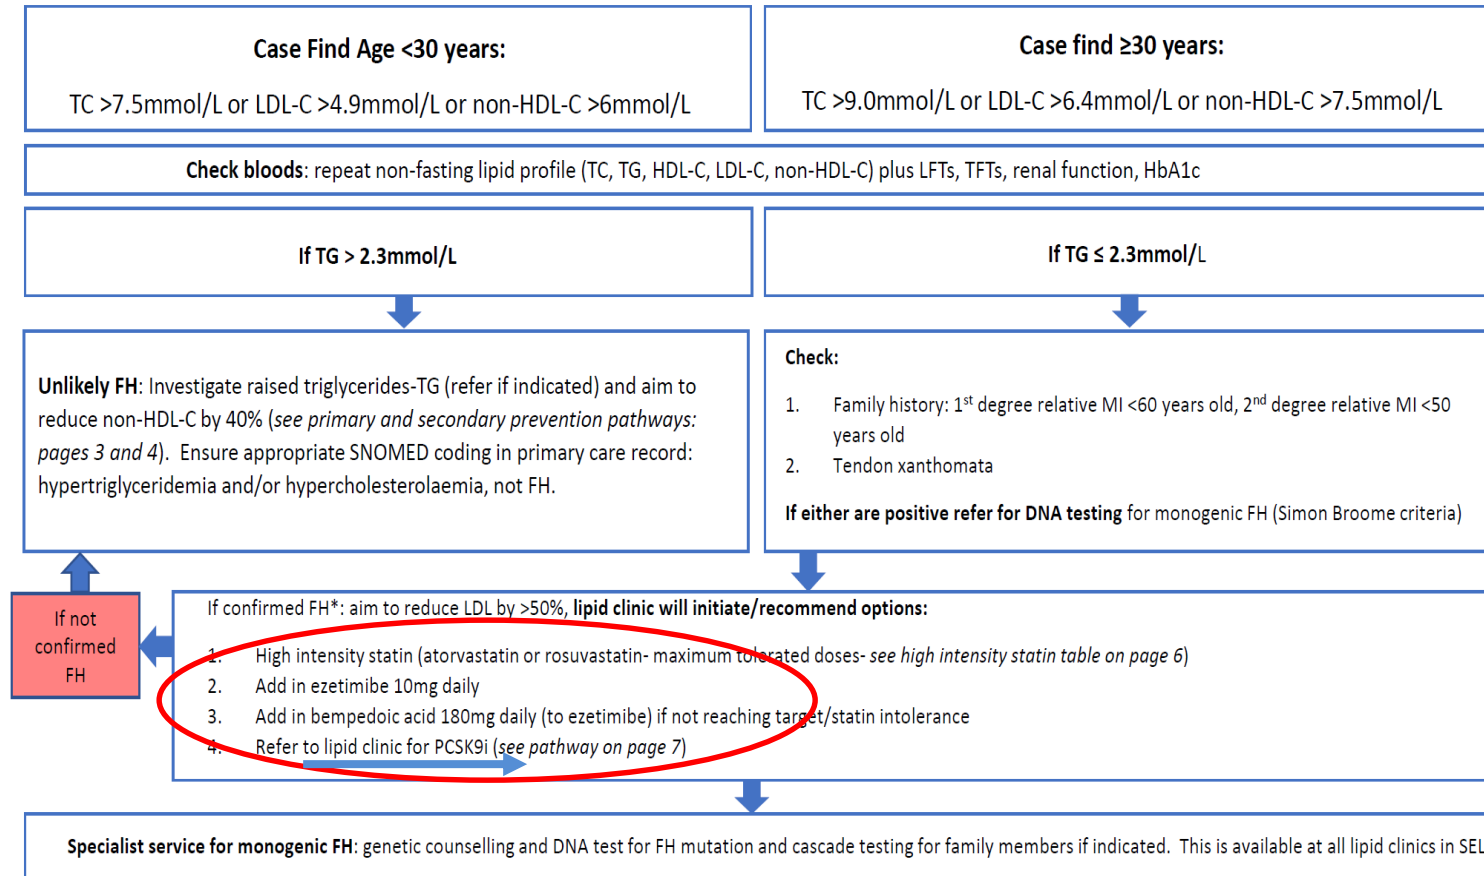 Case Find Age <30 years:
TC >7.5mmol/L or LDL-C >4.9mmol/L or non-HDL-C >6mmol/L
Case find ≥30 years:
TC >9.0mmol/L or LDL-C >6.4mmol/L or non-HDL-C >7.5mmol/L
Check bloods: repeat non-fasting lipid profile (TC, TG, HDL-C, LDL-C, non-HDL-C) plus LFTs, TFTs, renal function, HbA1c
If TG > 2.3mmol/L
If TG ≤ 2.3mmol/L
Unlikely FH: Investigate raised triglycerides-TG (refer if indicated) and aim to
reduce non-HDL-C by 40% (see primary and secondary prevention pathways:
pages 3 and 4). Ensure appropriate SNOMED coding in primary care record:
hypertriglyceridemia and/or hypercholesterolaemia, not FH.
Check:
1. Family history: 1st degree relative MI <60 years old, 2nd degree relative MI <50
years old
2. Tendon xanthomata
If either are positive refer for DNA testing for monogenic FH (Simon Broome criteria)
If not
confirmed
FH
If confirmed FH*: aim to reduce LDL by >50%, lipid clinic will initiate/recommend options:
1. High intensity statin (atorvastatin or rosuvastatin- maximum tolerated doses- see high intensity statin table on page 6)
2. Add in ezetimibe 10mg daily
3. Add in bempedoic acid 180mg daily (to ezetimibe) if not reaching target/statin intolerance
4. Refer to lipid clinic for PCSK9i (see pathway on page 7)
Specialist service for monogenic FH: genetic counselling and DNA test for FH mutation and cascade testing for family members if indicated. This is available at all lipid clinics in SEL